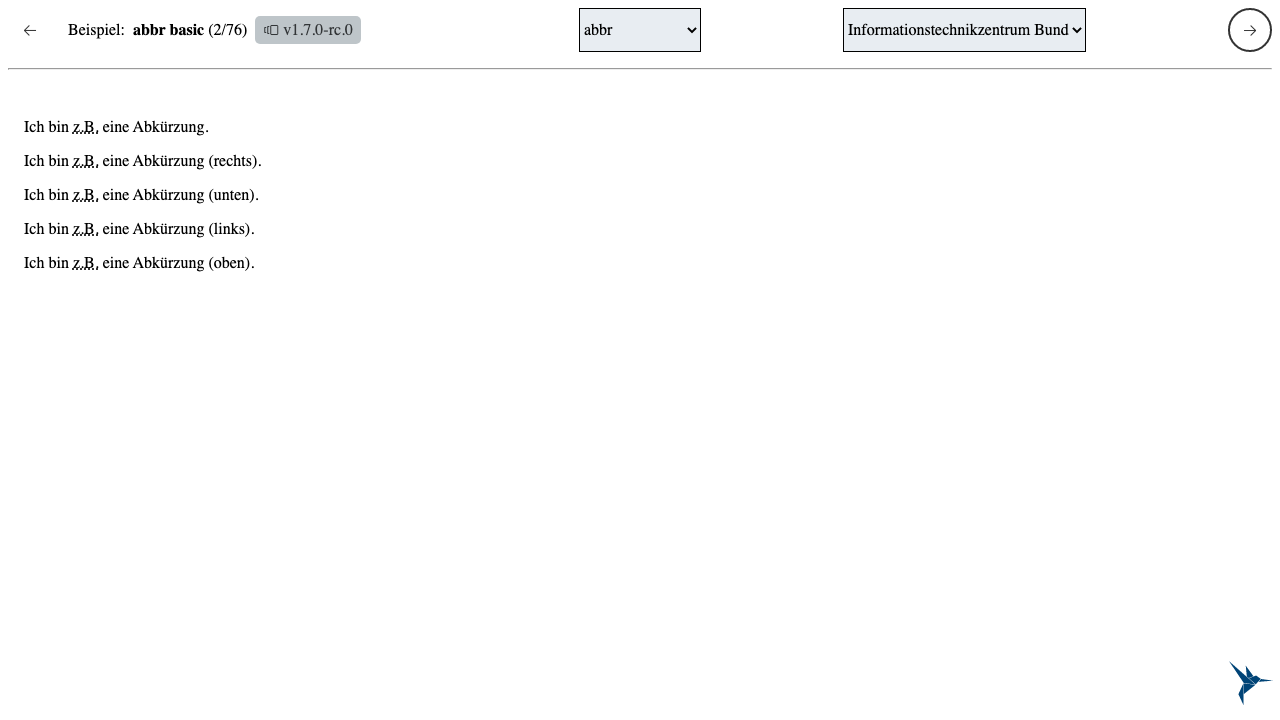 Beispiel: abbr basic (2/76) v1.7.0-rc.0 abbr Informationstechnikzentrum Bund
Ich bin z.B. eine Abkürzung.
Ich bin z.B. eine Abkürzung (rechts).
Ich bin z.B. eine Abkürzung (unten).
Ich bin z.B. eine Abkürzung (links).
Ich bin z.B. eine Abkürzung (oben).